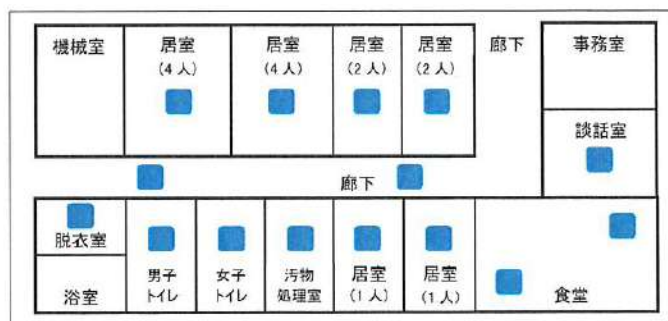 機械室
居室
(4人)
居室
(4人)
居室
(2人)
居室
(2人)
廊下
事務室
談話室
廊下
脱衣室
浴室
男子
トイレ
女子
トイレ
汚物
処理室
居室
(1人)
居室
(1人)
食堂